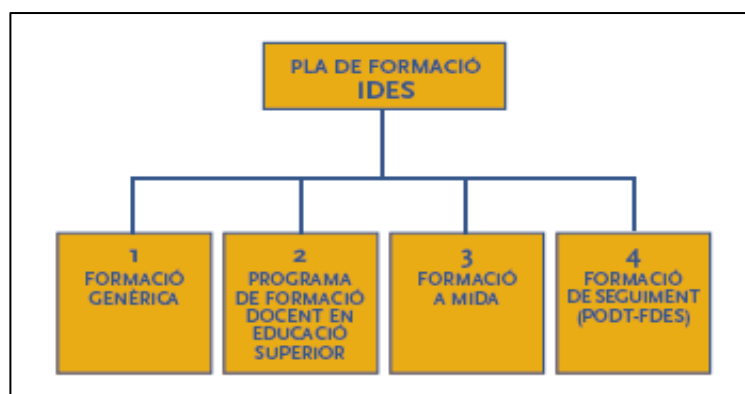 PLA DE FORMACIÓ
IDES
1
FORMACIÓ
GENÈRICA
2
PROGRAMA
DE FORMACIÓ
DOCENT EN
EDUCACIÓ
SUPERIOR
3
FORMACIÓ
A MIDA
4
FORMACIÓ
DE SEGUIMENT
(PODT-FDES)